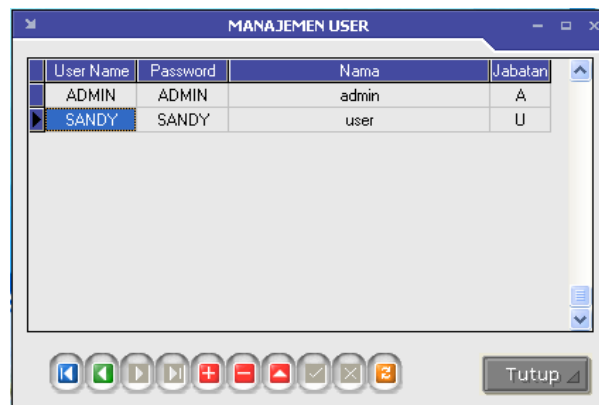 MANAJEMEN USER
User Name Password Nama Jabatan
ADMIN ADMIN admin A
SANDY SANDY user U
Tutup